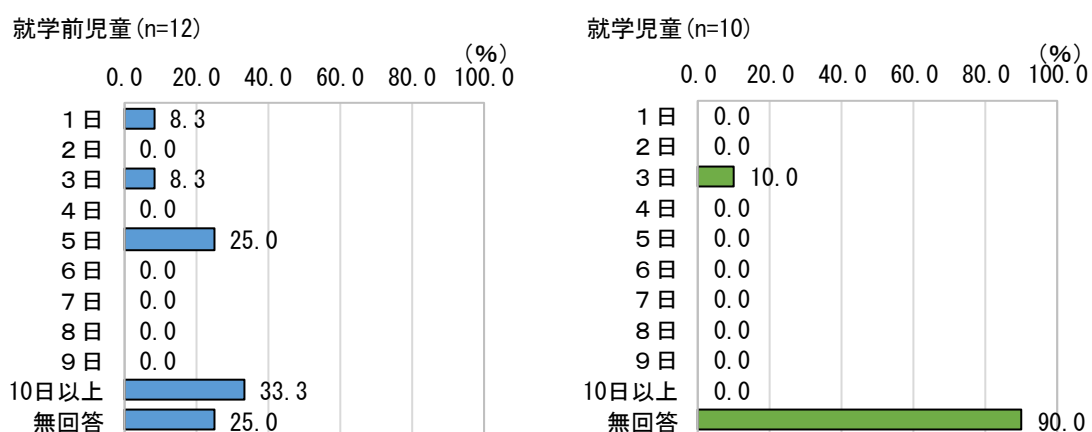 就学前児童(n=12)
(%)
0.0 20.0 40.0 60.0 80.0 100.0
1日 8.3
2日 0.0
3日 8.3
4日 0.0
5日 25.0
6日 0.0
7日 0.0
8日 0.0
9日 0.0
10日以上 33.3
無回答 25.0
就学児童(n=10)
(%)
0.0 20.0 40.0 60.0 80.0 100.0
1日 0.0
2日 0.0
3日 10.0
4日 0.0
5日 0.0
6日 0.0
7日 0.0
8日 0.0
9日 0.0
10日以上 0.0
無回答 90.0